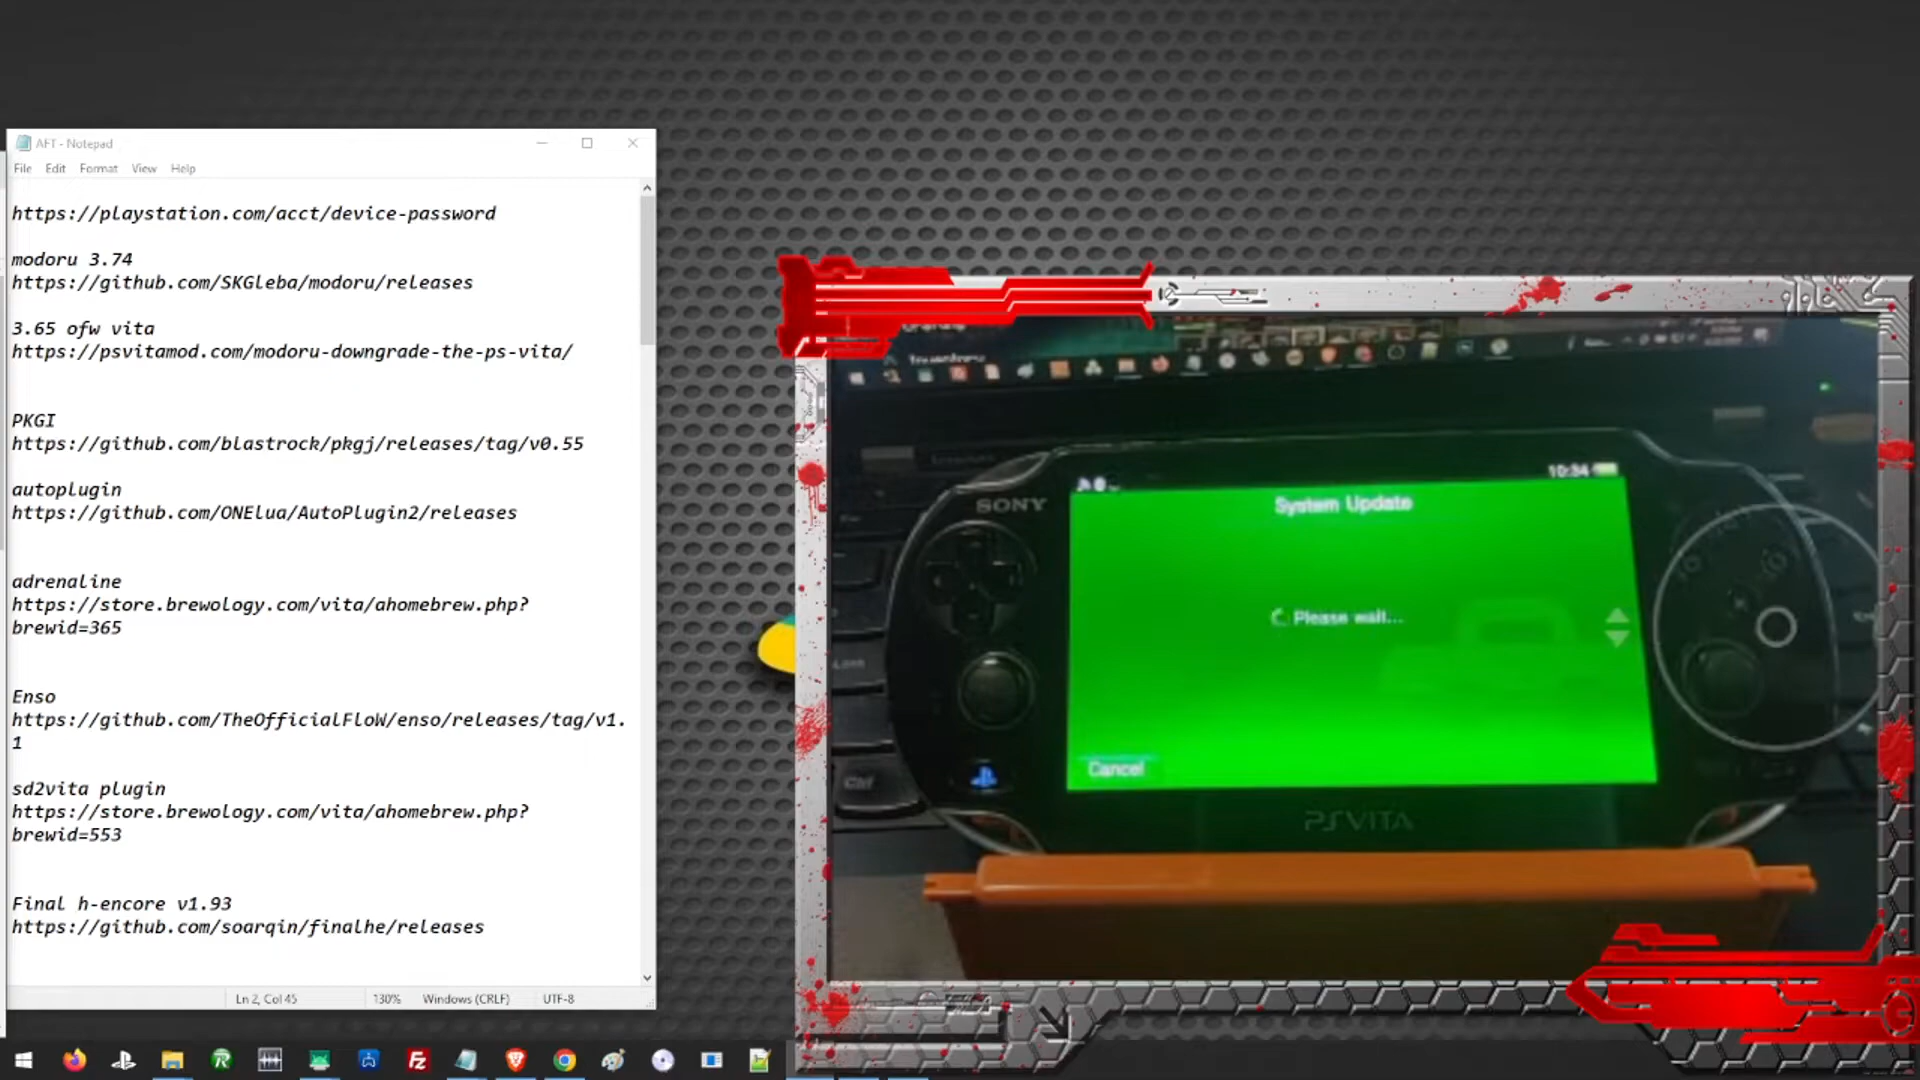 AFT - Notepad
File Edit Format View Help
https://playstation.com/acct/device-password
modoru 3.74
https://github.com/SKGleba/modoru/releases
3.65 ofw vita
https://psvitamod.com/modoru-downgrade-the-ps-vita/
PKGI
https://github.com/blastrock/pkgj/releases/tag/v0.55
autoplugin
https://github.com/ONElua/AutoPlugin2/releases
adrenaline
https://store.brewology.com/vita/ahomebrew.php?
brewid=365
Enso
https://github.com/TheOfficialFloW/enso/releases/tag/v1.
1
sd2vita plugin
https://store.brewology.com/vita/ahomebrew.php?
brewid=553
Final h-encore v1.93
https://github.com/soarqin/finalhe/releases
Ln 2, Col 45 130% Windows (CRLF) UTF-8
SONY
10:34
System Update
Please wait...
Cancel
PSVITA
Ctrl